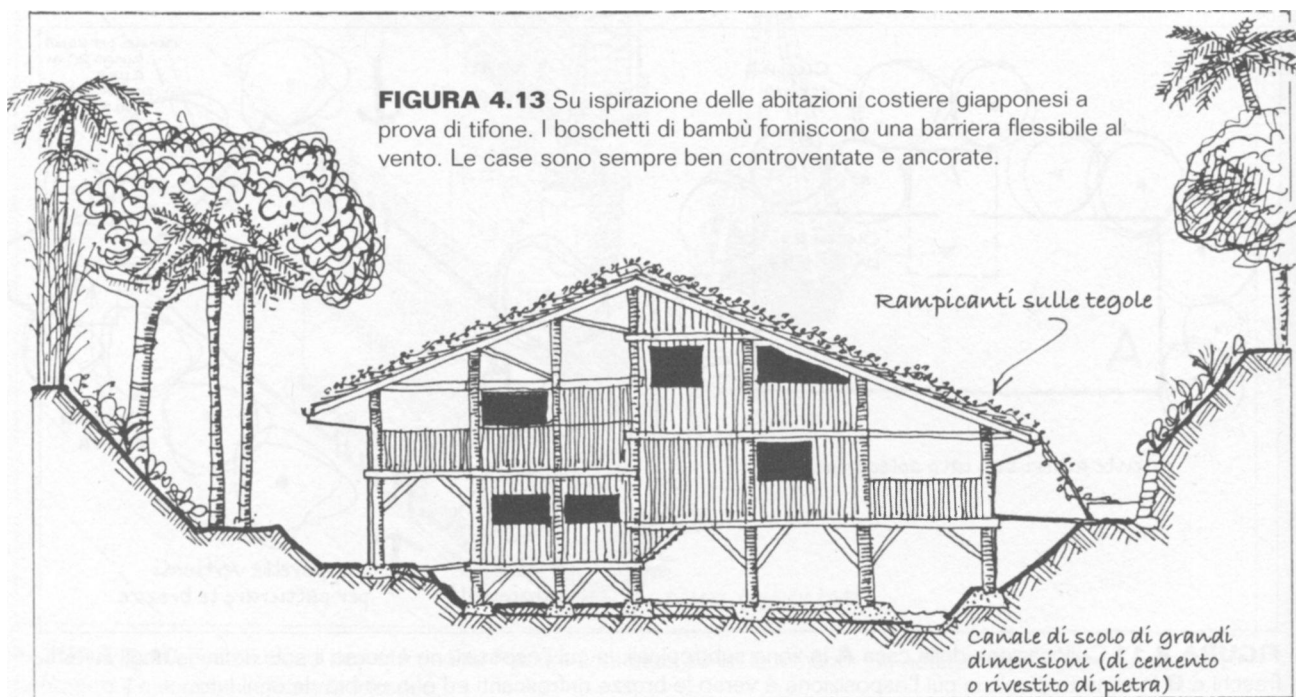 FIGURA 4.13 Su ispirazione delle abitazioni costiere giapponesi a
prova di tifone. I boschetti di bambù forniscono una barriera flessibile al
vento. Le case sono sempre ben controventate e ancorate.
Rampicanti sulle tegole
Canale di scolo di grandi
dimensioni (di cemento
o rivestito di pietra)